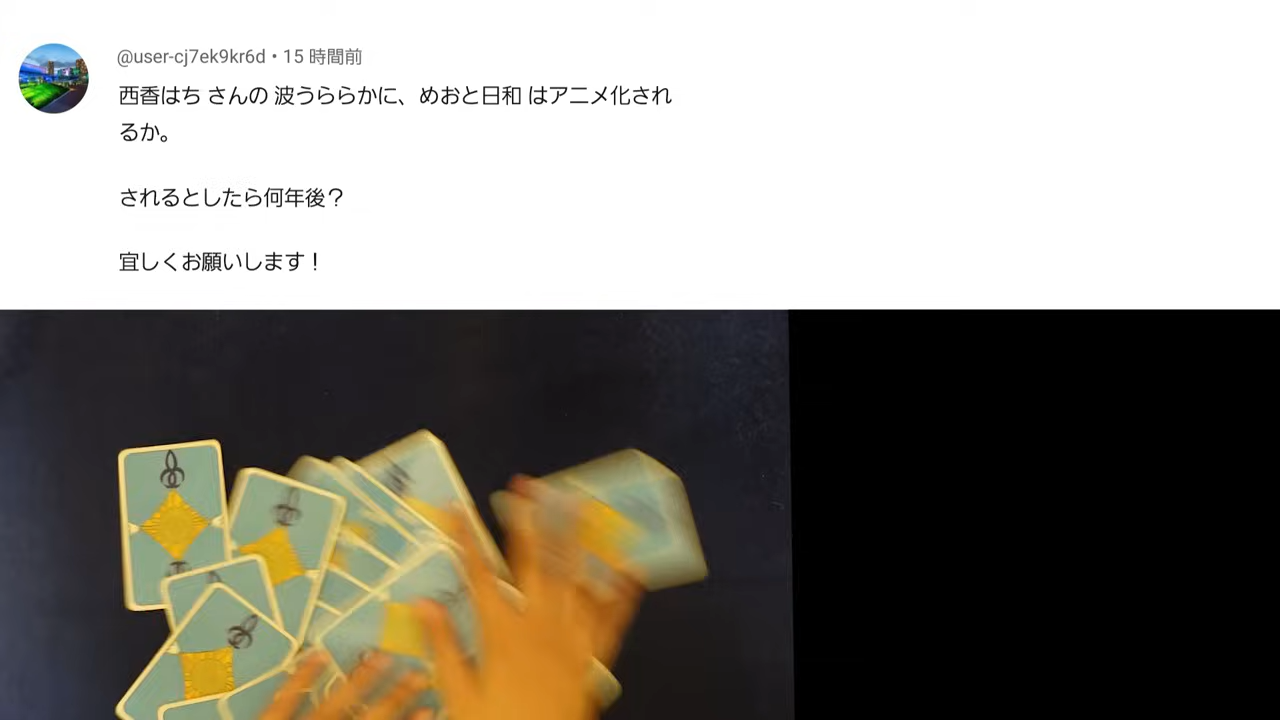 @user-cj7ek9kr6d • 15 時間前
西香はち さんの 波うららかに、めおと日和 はアニメ化され
るか。
されるとしたら何年後？
宜しくお願いします！